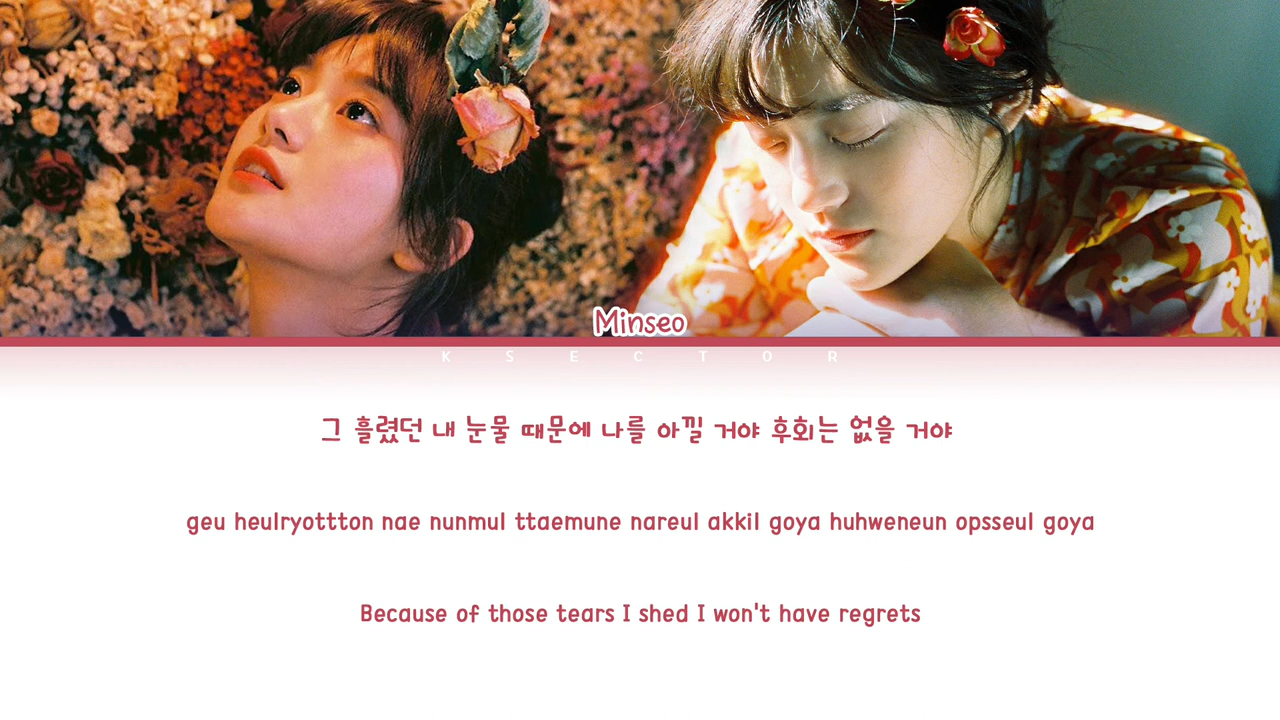 Minseo
K S E C T O R
그 흘렸던 내 눈물 때문에 나를 아낄 거야 후회는 없을 거야
geu heulryottton nae nunmul ttaemune nareul akkil goya huhweneun opsseul goya
Because of those tears I shed I won't have regrets